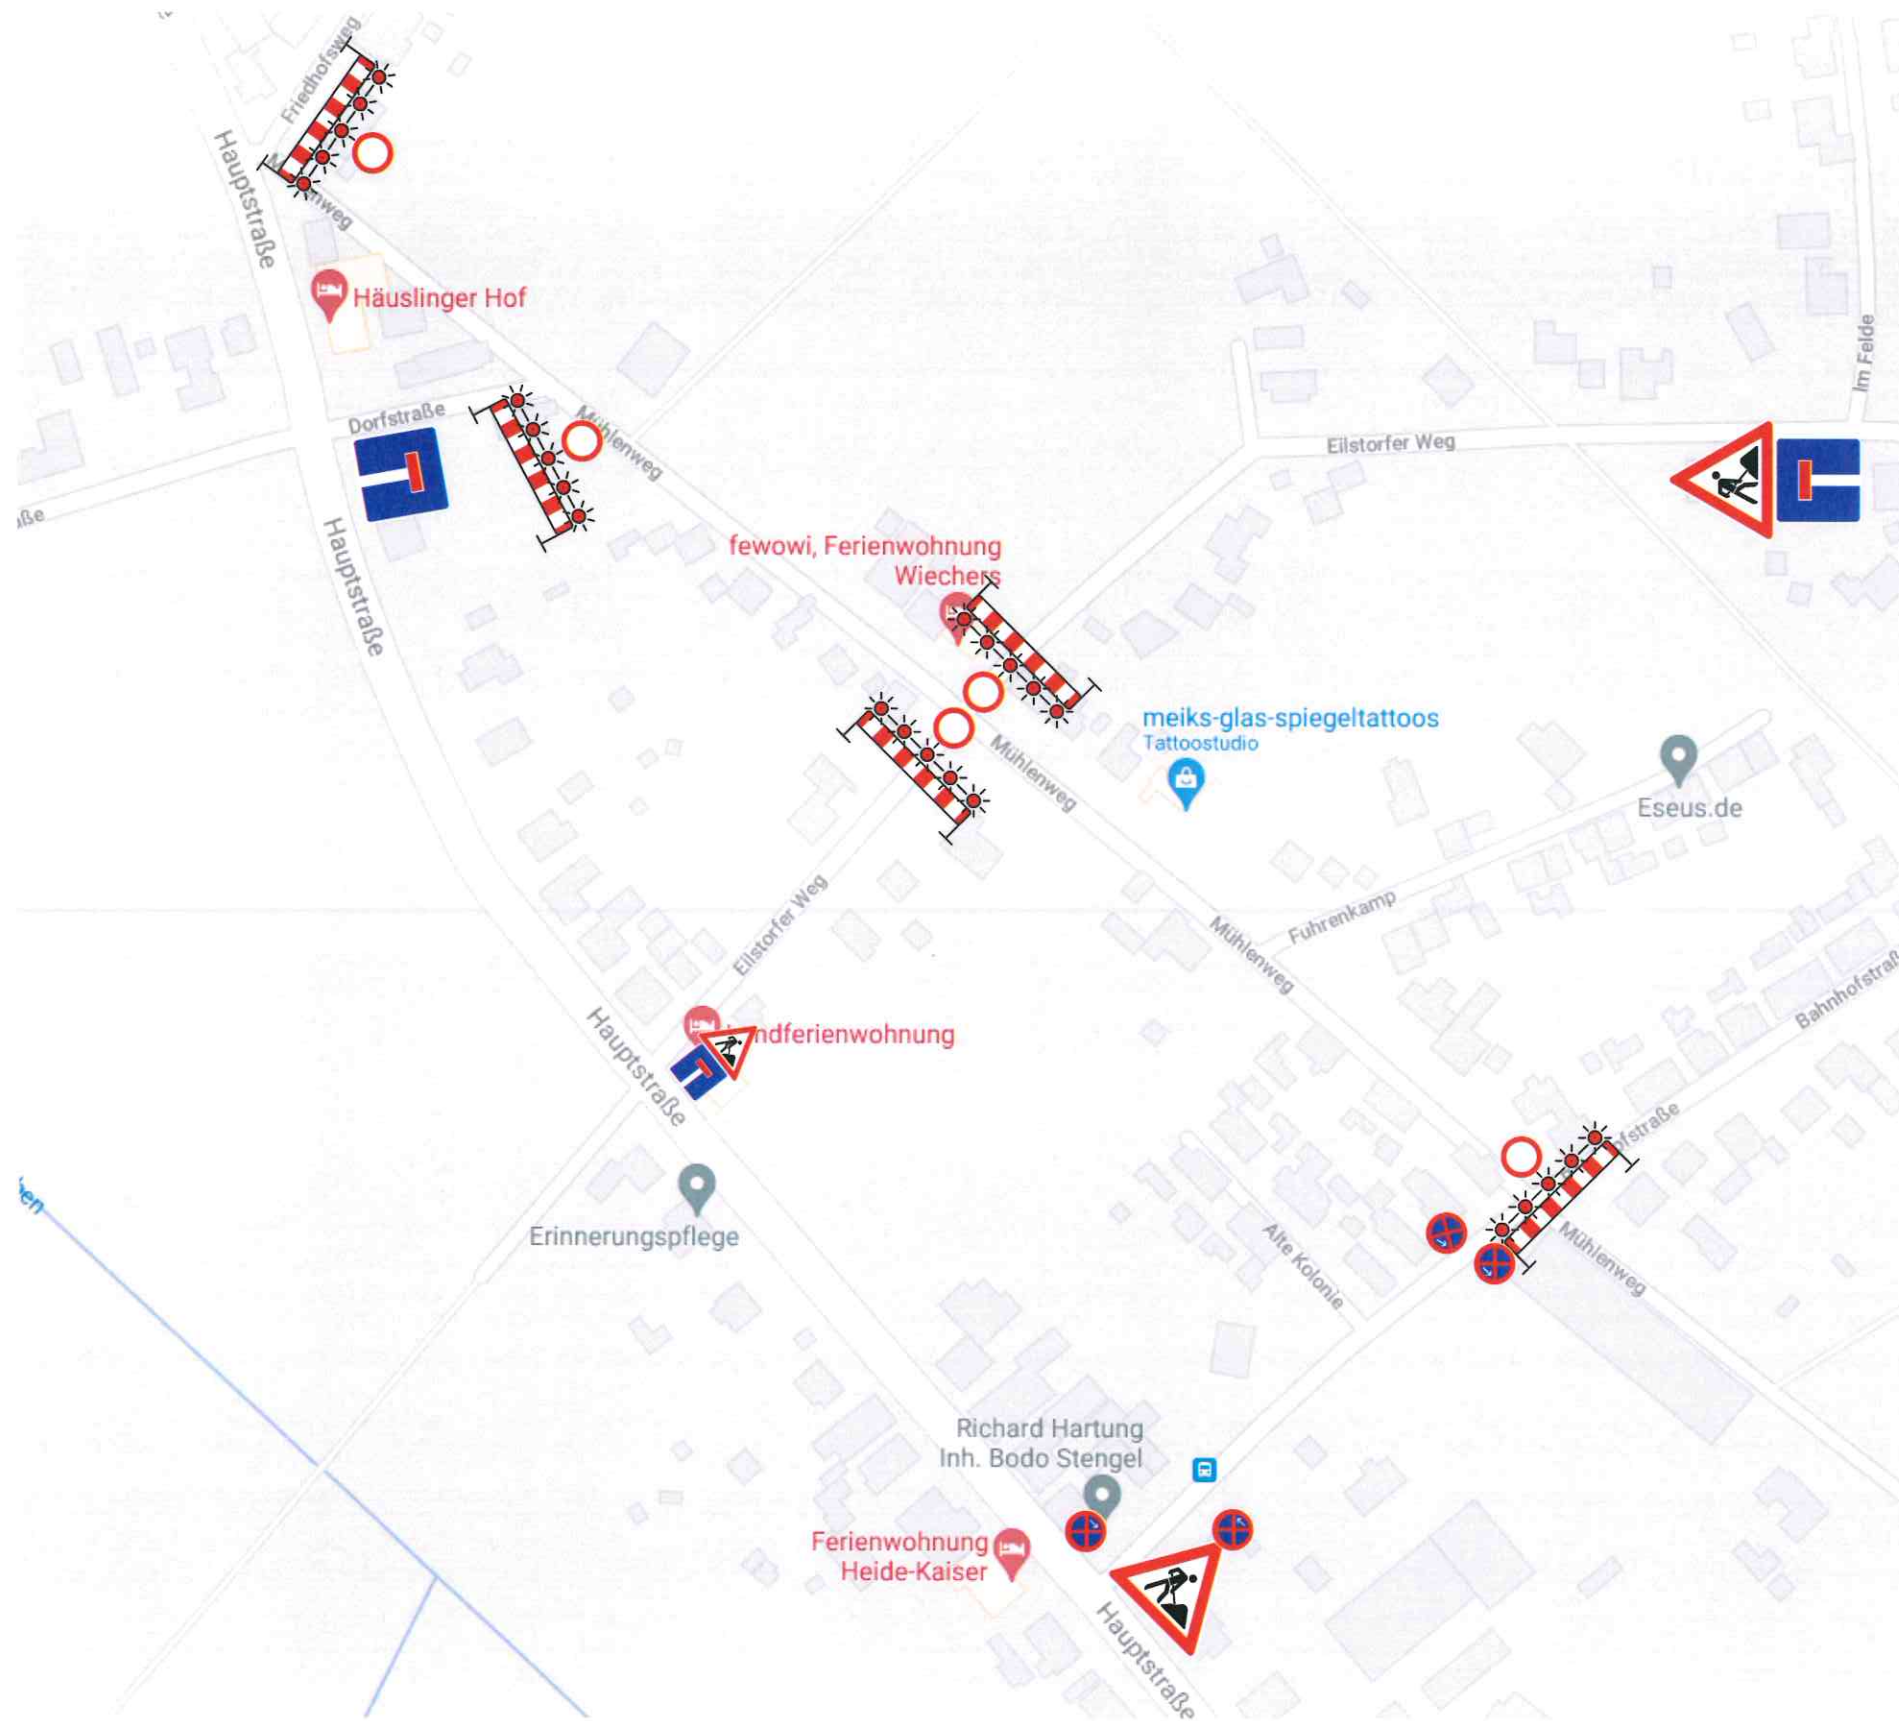 Friedhofsweg
Hauptstraße
Häuslinger Hof
Dorfstraße
Mühlenweg
Eilstorfer Weg
Im Felde
Hauptstraße
fewowi, Ferienwohnung
Wiechers
Mühlenweg
meiks-glas-spiegeltattoos
Tattoostudio
Eseus.de
Eilstorfer Weg
Mühlenweg
Fuhrenkamp
Hauptstraße
ndferienwohnung
Erinnerungspflege
Alte Kolonie
Mühlenweg
Richard Hartung
Inh. Bodo Stengel
Ferienwohnung
Heide-Kaiser
Hauptstraße